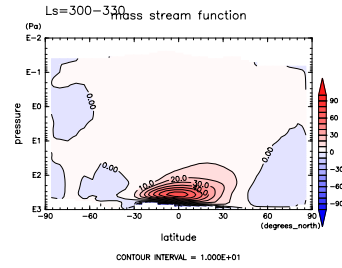 Ls=300-330
mass stream function
(Pa)
E-2
E-1
E0
E1
E2
E3
pressure
0.00
0.00
0.00
10.0
20.0
30.0
-90 -60 -30 0 30 60 90
(degrees_north)
latitude
90
60
30
0
-30
-60
-90
CONTOUR INTERVAL = 1.000E+01